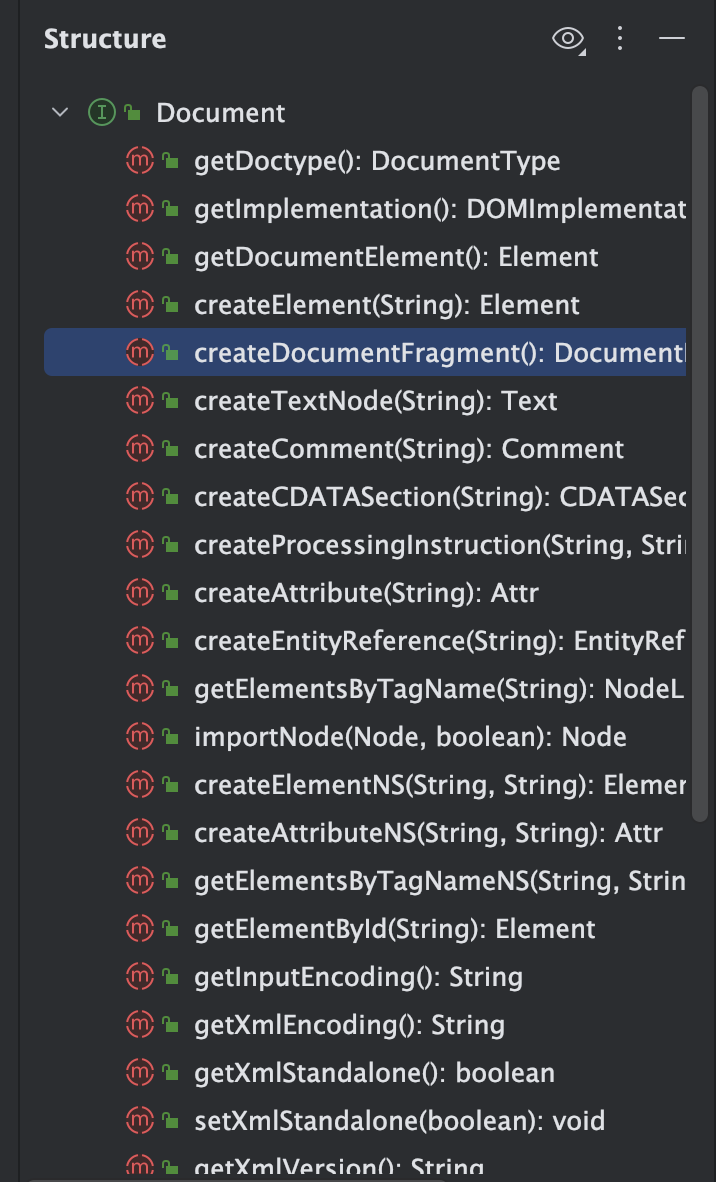 Structure
Document
getDoctype(): DocumentType
getImplementation(): DOMImplementat
getDocumentElement(): Element
createElement(String): Element
createDocumentFragment(): Document
createTextNode(String): Text
createComment(String): Comment
createCDATASection(String): CDATASec
createProcessingInstruction(String, Stri
createAttribute(String): Attr
createEntityReference(String): EntityRef
getElementsByTagName(String): NodeL
importNode(Node, boolean): Node
createElementNS(String, String): Elemen
createAttributeNS(String, String): Attr
getElementsByTagNameNS(String, Strin
getElementById(String): Element
getInputEncoding(): String
getXmlEncoding(): String
getXmlStandalone(): boolean
setXmlStandalone(boolean): void
getXmlVersion(): String